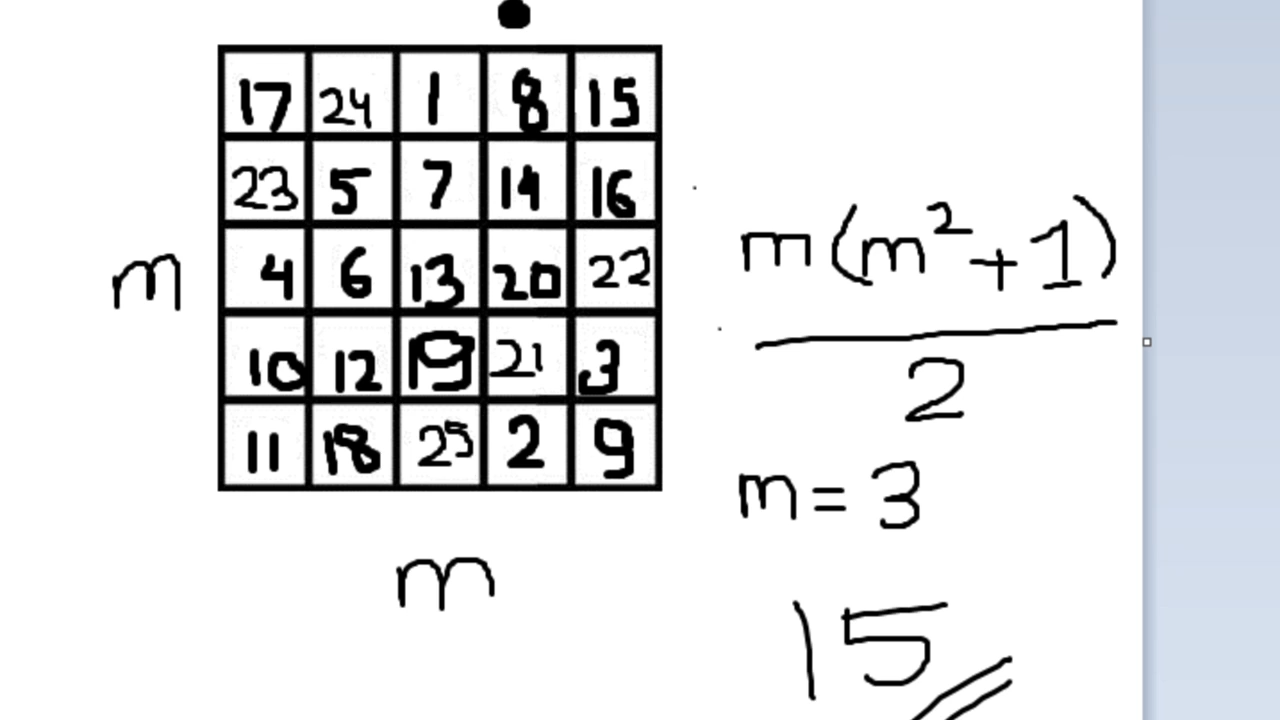 17 24 1 8 15
23 5 7 14 16
4 6 13 20 22
10 12 19 21 3
11 18 25 2 9
m
m
m(m²+1)
2
m = 3
15